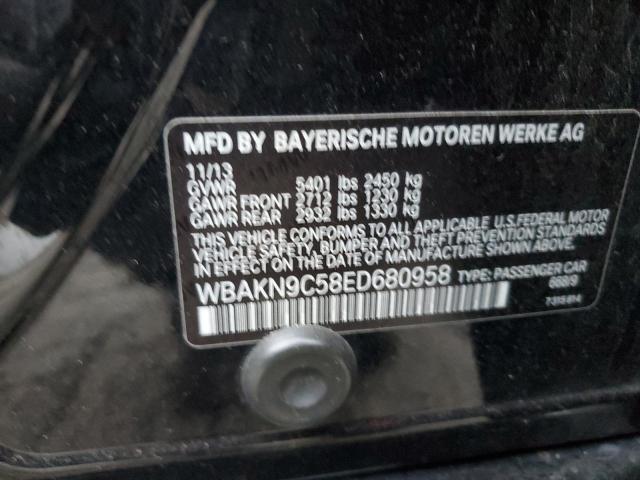 MFD BY BAYERISCHE MOTOREN WERKE AG
11/13
GVWR 5401 lbs 2450 kg
GAWR FRONT 2712 lbs 1230 kg
GAWR REAR 2932 lbs 1330 kg
THIS VEHICLE CONFORMS TO ALL APPLICABLE U.S. FEDERAL MOTOR
VEHICLE SAFETY, BUMPER AND THEFT PREVENTION STANDARDS
IN EFFECT ON THE DATE OF MANUFACTURE SHOWN ABOVE.
WBAKN9C58ED680958 TYPE: PASSENGER CAR